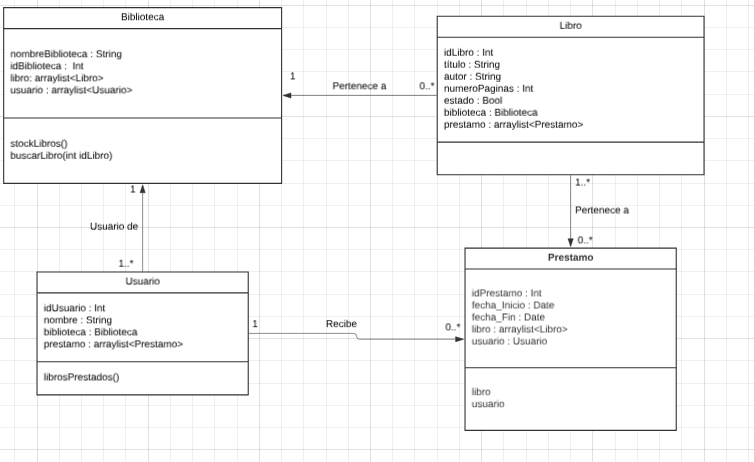 Biblioteca
nombreBiblioteca : String
idBiblioteca : Int
libro: arraylist<Libro>
usuario : arraylist<Usuario>
stockLibros()
buscarLibro(int idLibro)
1
Pertenece a
0..*
Libro
idLibro : Int
título : String
autor : String
numeroPaginas : Int
estado : Bool
biblioteca : Biblioteca
prestamo : arraylist<Prestamo>
1
Usuario de
1..*
1..*
Pertenece a
0..*
Usuario
idUsuario : Int
nombre : String
biblioteca : Biblioteca
prestamo : arraylist<Prestamo>
librosPrestados()
1
Recibe
0..*
Prestamo
idPrestamo : Int
fecha_Inicio : Date
fecha_Fin : Date
libro : arraylist<Libro>
usuario : Usuario
libro
usuario